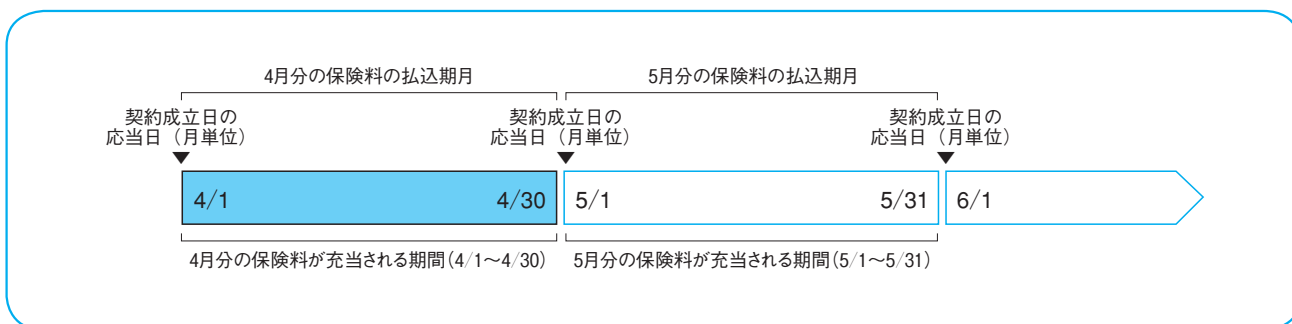 4月分の保険料の払込期月
5月分の保険料の払込期月
契約成立日の
応当日（月単位）
契約成立日の
応当日（月単位）
契約成立日の
応当日（月単位）
4/1
4/30
5/1
5/31
6/1
4月分の保険料が充当される期間（4/1〜4/30）
5月分の保険料が充当される期間（5/1〜5/31）